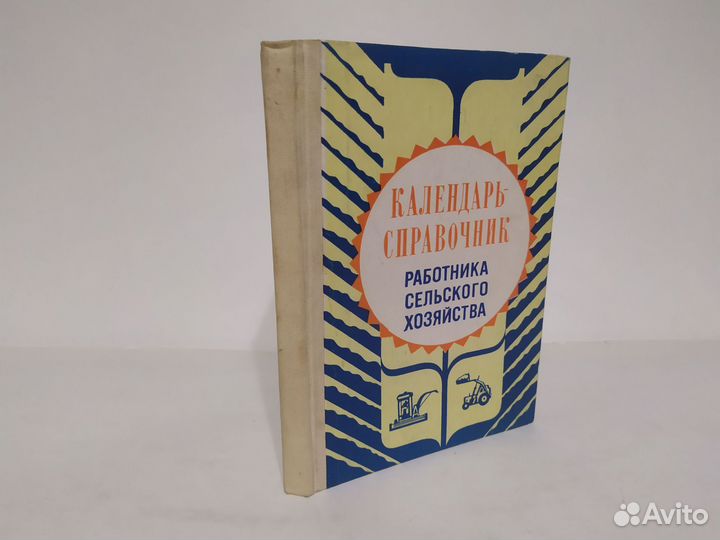 КАЛЕНДАРЬ-
СПРАВОЧНИК
РАБОТНИКА
СЕЛЬСКОГО
ХОЗЯЙСТВА
Avito